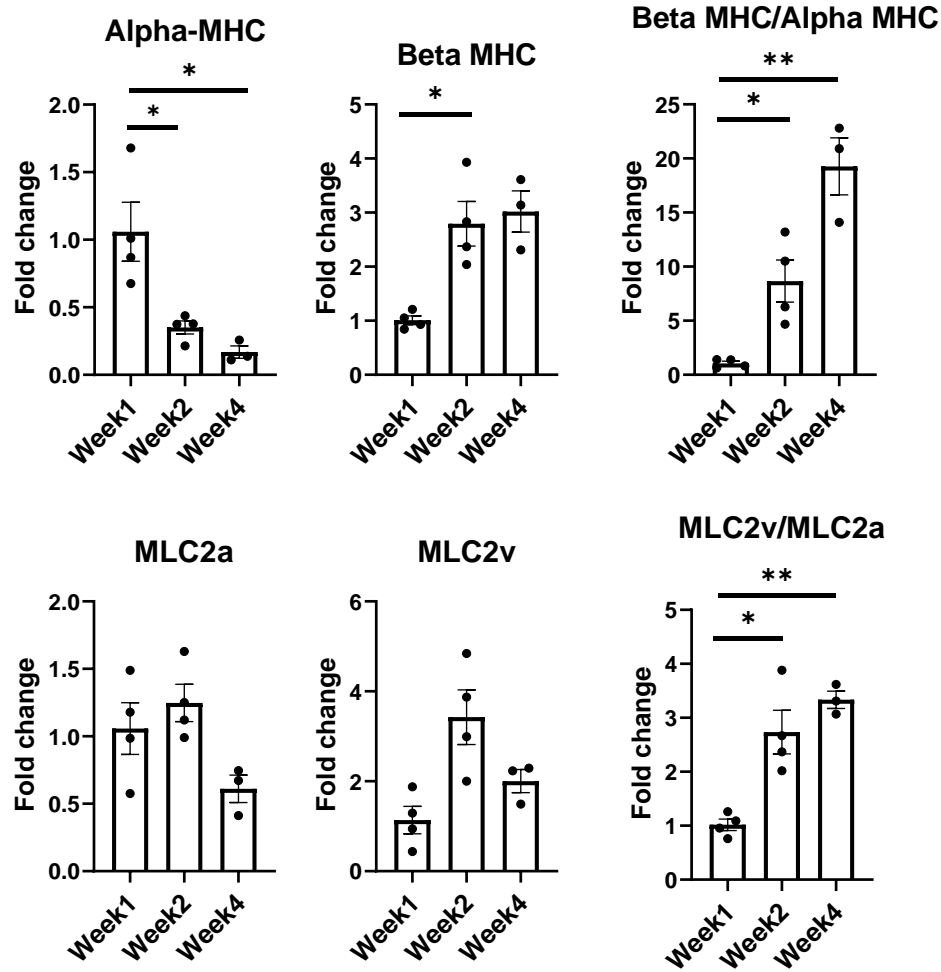 Alpha-MHC
*
*
Fold change
2.0
1.5
1.0
0.5
0.0
Week1
Week2
Week4
Beta MHC
*
Fold change
5
4
3
2
1
0
Week1
Week2
Week4
Beta MHC/Alpha MHC
**
*
Fold change
25
20
15
10
5
0
Week1
Week2
Week4
MLC2a
Fold change
2.0
1.5
1.0
0.5
0.0
Week1
Week2
Week4
MLC2v
Fold change
6
4
2
0
Week1
Week2
Week4
MLC2v/MLC2a
**
*
Fold change
5
4
3
2
1
0
Week1
Week2
Week4